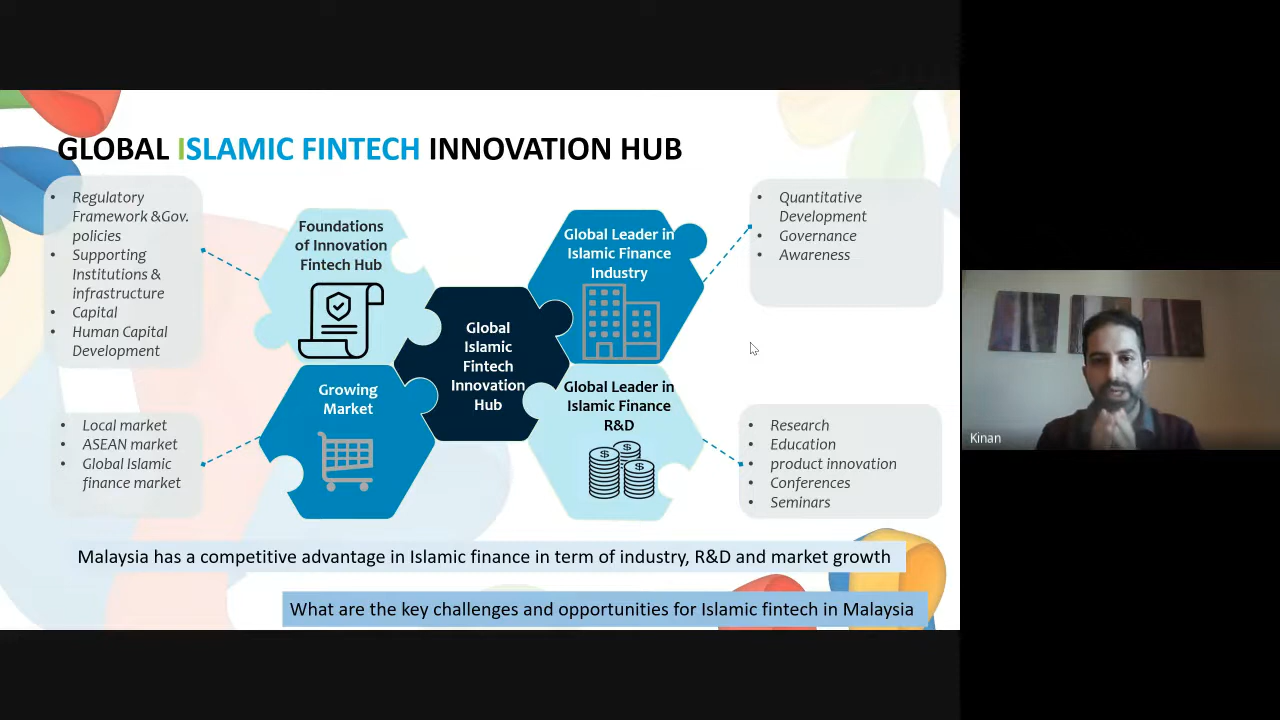 GLOBAL ISLAMIC FINTECH INNOVATION HUB
• Regulatory
Framework &Gov.
policies
• Supporting
Institutions &
infrastructure
• Capital
• Human Capital
Development
Foundations
of Innovation
Fintech Hub
Global Leader in
Islamic Finance
Industry
• Quantitative
Development
• Governance
• Awareness
Global
Islamic
Fintech
Innovation
Hub
Growing
Market
Global Leader in
Islamic Finance
R&D
• Local market
• ASEAN market
• Global Islamic
finance market
• Research
• Education
• product innovation
• Conferences
• Seminars
Malaysia has a competitive advantage in Islamic finance in term of industry, R&D and market growth
What are the key challenges and opportunities for Islamic fintech in Malaysia
Kinan